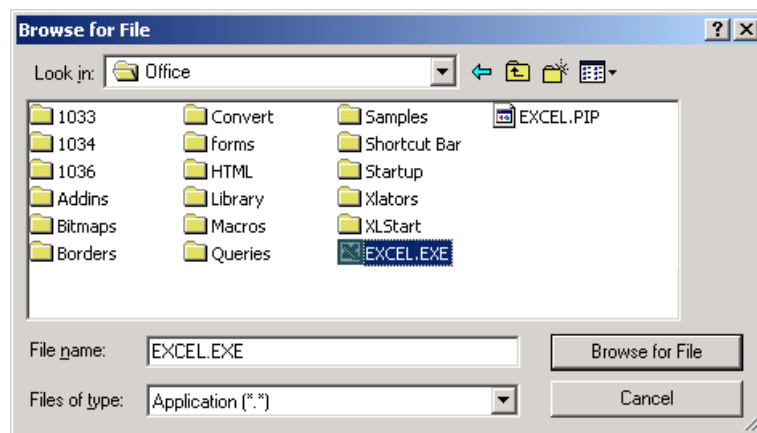 Browse for File
Look in: Office
1033 Convert Samples EXCEL.PIP
1034 forms Shortcut Bar
1036 HTML Startup
Addins Library Xlators
Bitmaps Macros XLStart
Borders Queries EXCEL.EXE
File name: EXCEL.EXE Browse for File
Files of type: Application (*.*) Cancel